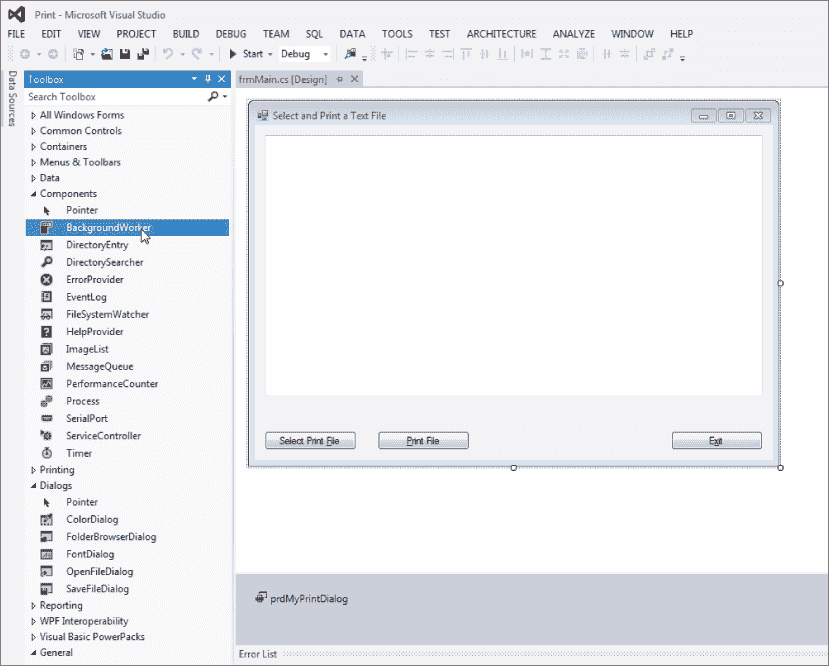 Print - Microsoft Visual Studio
FILE EDIT VIEW PROJECT BUILD DEBUG TEAM SQL DATA TOOLS TEST ARCHITECTURE ANALYZE WINDOW HELP
Start Debug
Data Sources
Toolbox
Search Toolbox
All Windows Forms
Common Controls
Containers
Menus & Toolbars
Data
Components
Pointer
BackgroundWorker
DirectoryEntry
DirectorySearcher
ErrorProvider
EventLog
FileSystemWatcher
HelpProvider
ImageList
MessageQueue
PerformanceCounter
Process
SerialPort
ServiceController
Timer
Printing
Dialogs
Pointer
ColorDialog
FolderBrowserDialog
FontDialog
OpenFileDialog
SaveFileDialog
Reporting
WPF Interoperability
Visual Basic PowerPacks
General
frmMain.cs [Design]
Select and Print a Text File
Select Print File Print File Exit
prdMyPrintDialog
Error List